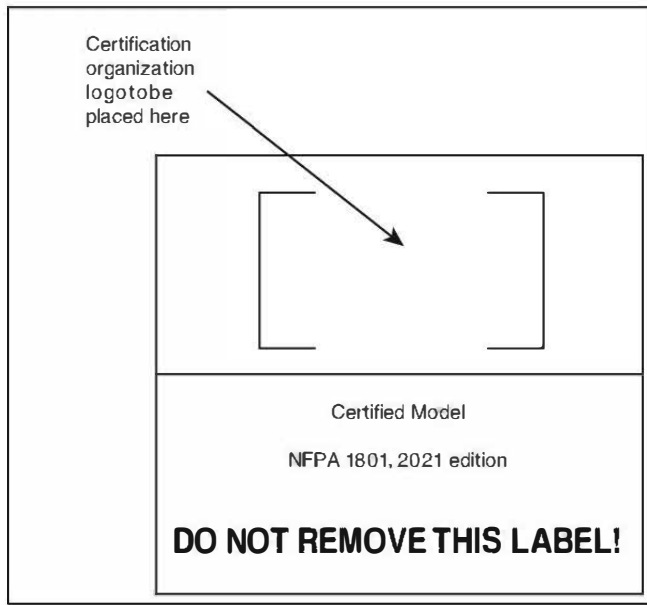 Certification
organization
logotobe
placed here
Certified Model
NFPA 1801, 2021 edition
DO NOT REMOVE THIS LABEL!